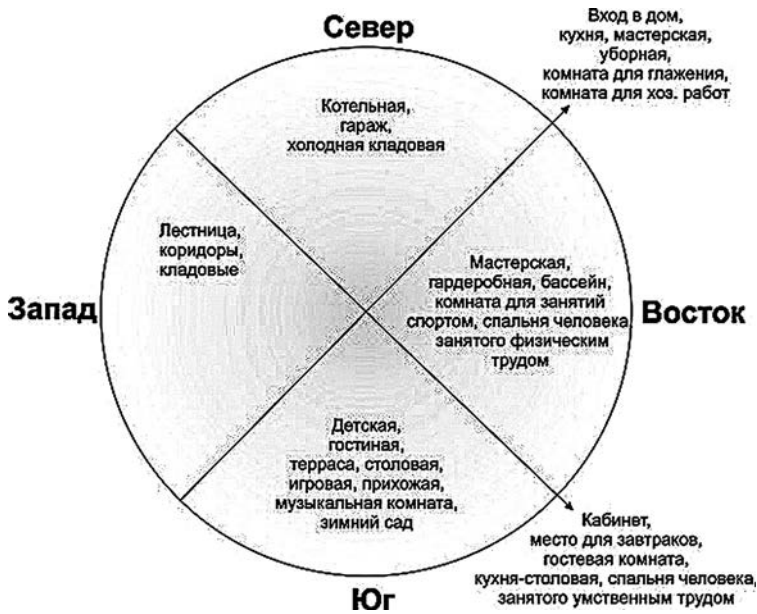 Север
Вход в дом,
кухня, мастерская,
уборная,
комната для глажения,
комната для хоз. работ
Котельная,
гараж,
холодная кладовая
Лестница,
коридоры,
кладовые
Запад
Мастерская,
гардеробная, бассейн,
комната для занятий
спортом, спальня человека
занятого физическим
трудом
Восток
Детская,
гостиная,
терраса, столовая,
игровая, прихожая,
музыкальная комната,
зимний сад
Кабинет,
место для завтраков,
гостевая комната,
кухня-столовая, спальня человека,
занятого умственным трудом
Юг